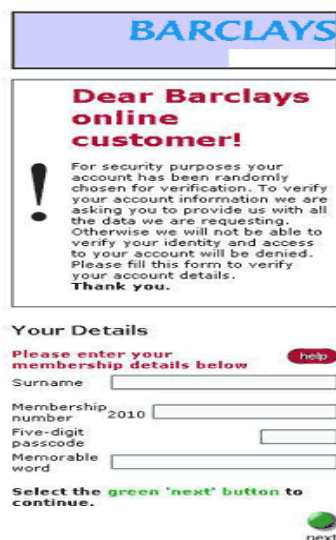 BARCLAYS
Dear Barclays
online
customer!
For security purposes your
account has been randomly
chosen for verification. To verify
your account information we are
asking you to provide us with all
the data we are requesting.
Otherwise we will not be able to
verify your identity and access
to your account will be denied.
Please fill this form to verify
your account details.
Thank you.
!
Your Details
Please enter your
membership details below
help
Surname
Membership
number 2010
Five-digit
passcode
Memorable
word
Select the green 'next' button to
continue.
next